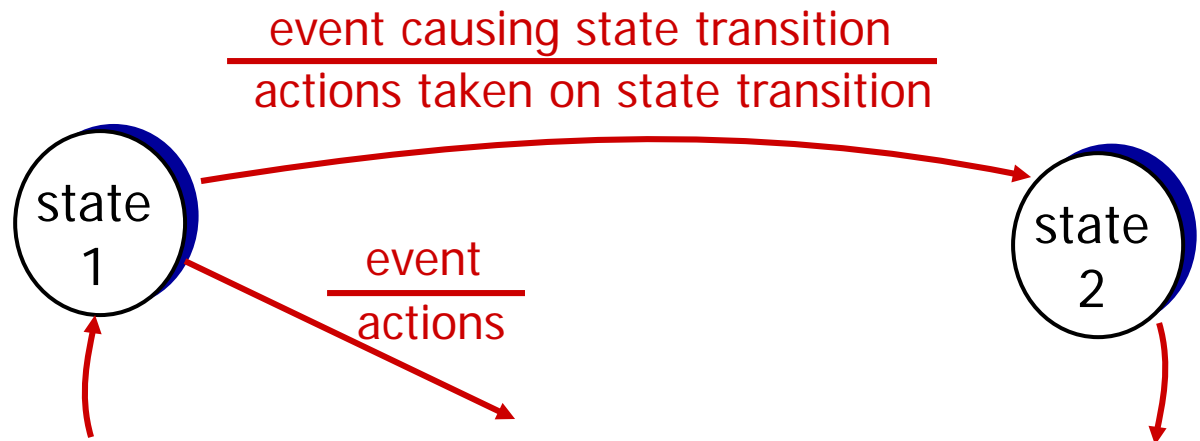 event causing state transition
actions taken on state transition
state
1
state
2
event
actions